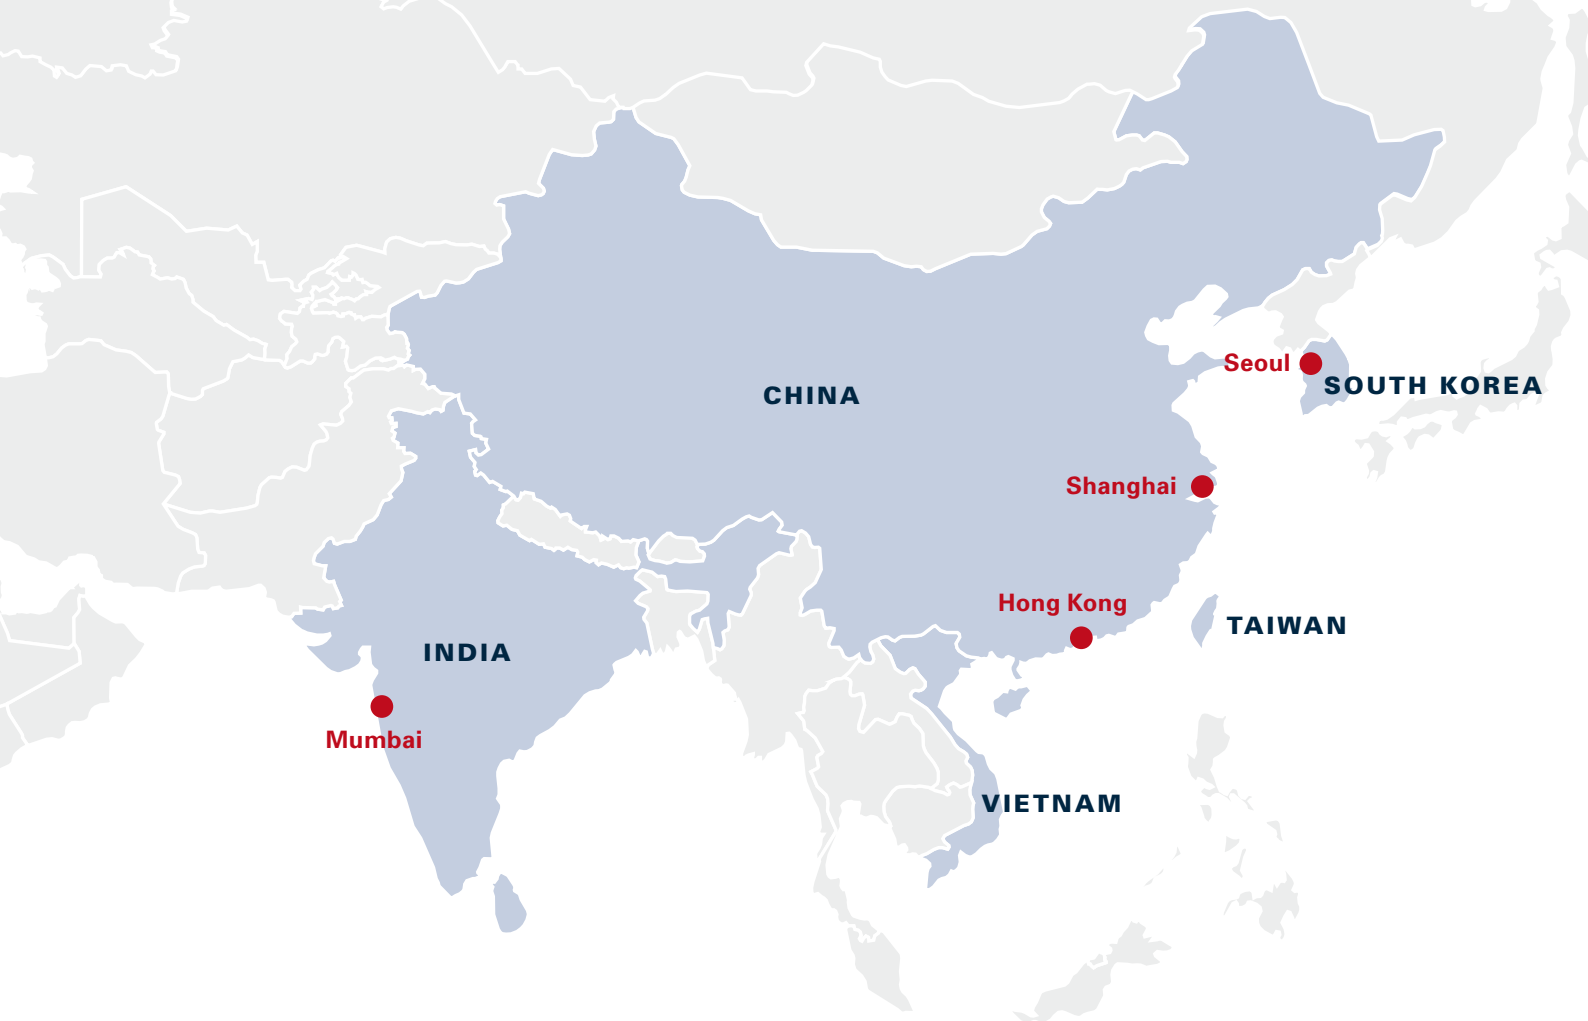 Seoul
SOUTH KOREA
CHINA
Shanghai
Hong Kong
TAIWAN
INDIA
Mumbai
VIETNAM